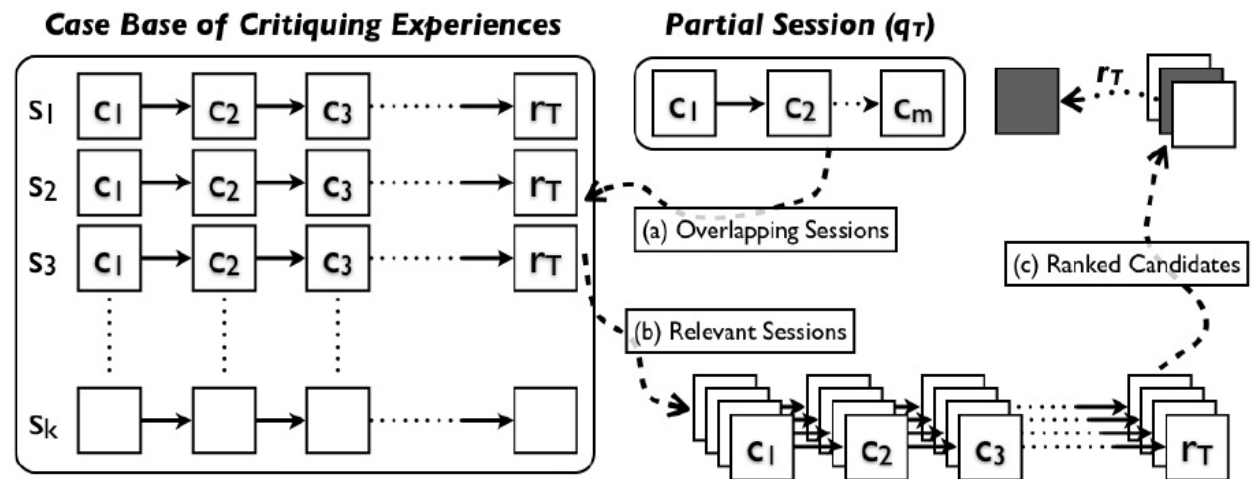 Case Base of Critiquing Experiences
Partial Session (qT)
s1 c1 c2 c3 rT
s2 c1 c2 c3 rT
s3 c1 c2 c3 rT
sk
c1 c2 cm
rT
(a) Overlapping Sessions
(b) Relevant Sessions
(c) Ranked Candidates
c1 c2 c3 rT